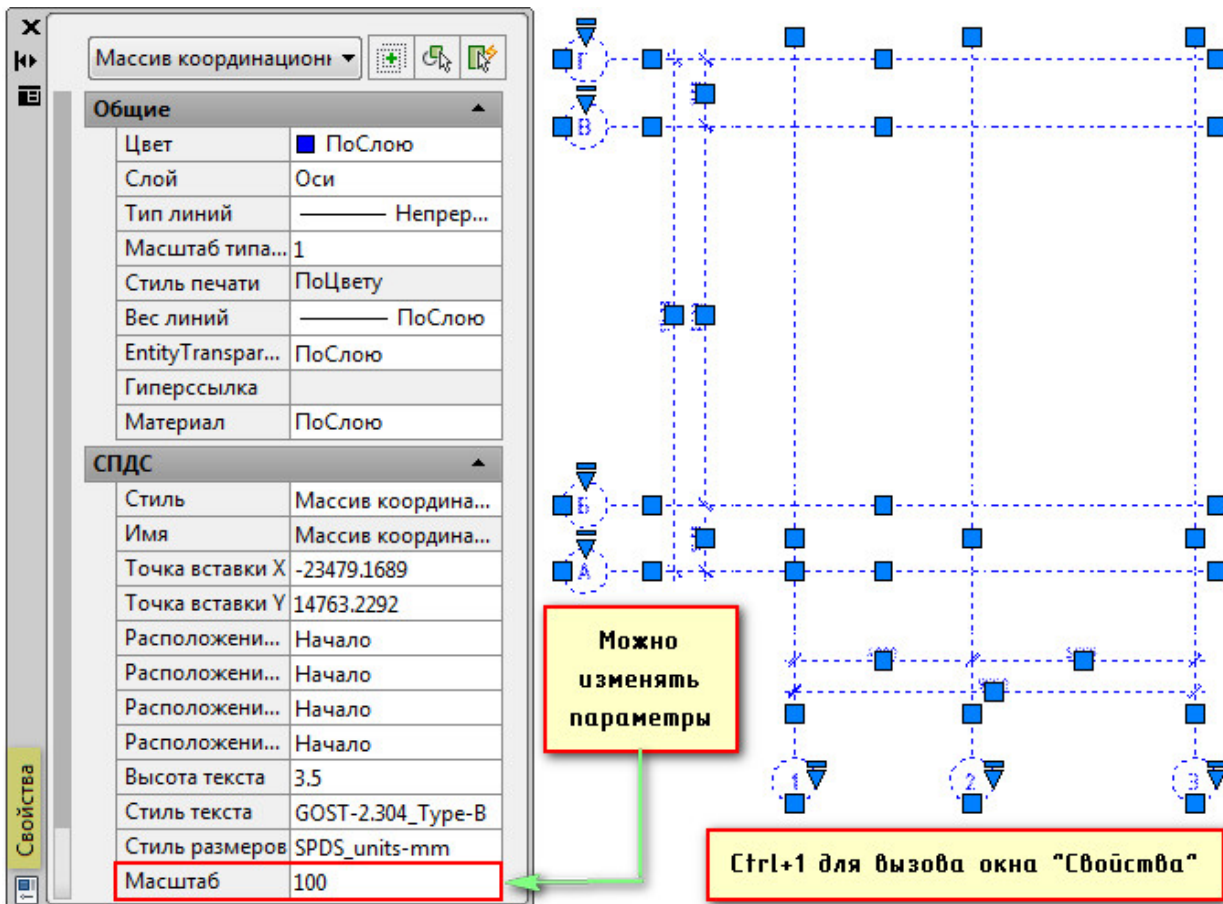 Массив координационн
Общие
Цвет ПоСлою
Слой Оси
Тип линий Непрер...
Масштаб типа... 1
Стиль печати ПоЦвету
Вес линий ПоСлою
EntityTranspar... ПоСлою
Гиперссылка
Материал ПоСлою
СПДС
Стиль Массив координа...
Имя Массив координа...
Точка вставки X -23479.1689
Точка вставки Y 14763.2292
Расположени... Начало
Расположени... Начало
Расположени... Начало
Расположени... Начало
Высота текста 3.5
Стиль текста GOST-2.304_Type-B
Стиль размеров SPDS_units-mm
Масштаб 100
Свойства
Г
В
Б
А
Можно
изменять
параметры
1 2 3
Ctrl+1 для вызова окна "Свойства"